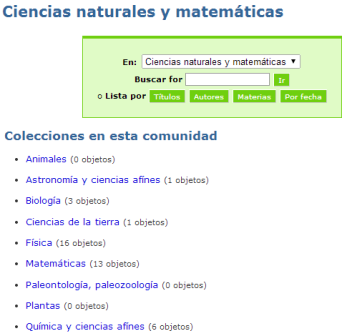 Ciencias naturales y matemáticas
En: Ciencias naturales y matemáticas
Buscar for Ir
o Lista por Títulos Autores Materias Por fecha
Colecciones en esta comunidad
Animales (0 objetos)
Astronomía y ciencias afines (1 objetos)
Biología (3 objetos)
Ciencias de la tierra (1 objetos)
Física (16 objetos)
Matemáticas (13 objetos)
Paleontología, paleozoología (0 objetos)
Plantas (0 objetos)
Química y ciencias afines (6 objetos)